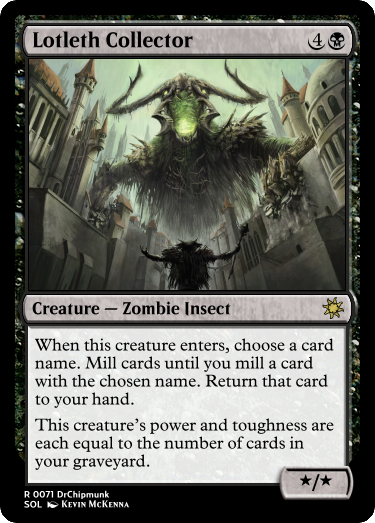 Lotleth Collector 4
Creature — Zombie Insect
When this creature enters, choose a card
name. Mill cards until you mill a card
with the chosen name. Return that card
to your hand.
This creature's power and toughness are
each equal to the number of cards in
your graveyard.
★/★
R 0071 DrChipmunk
SOL Kevin McKenna